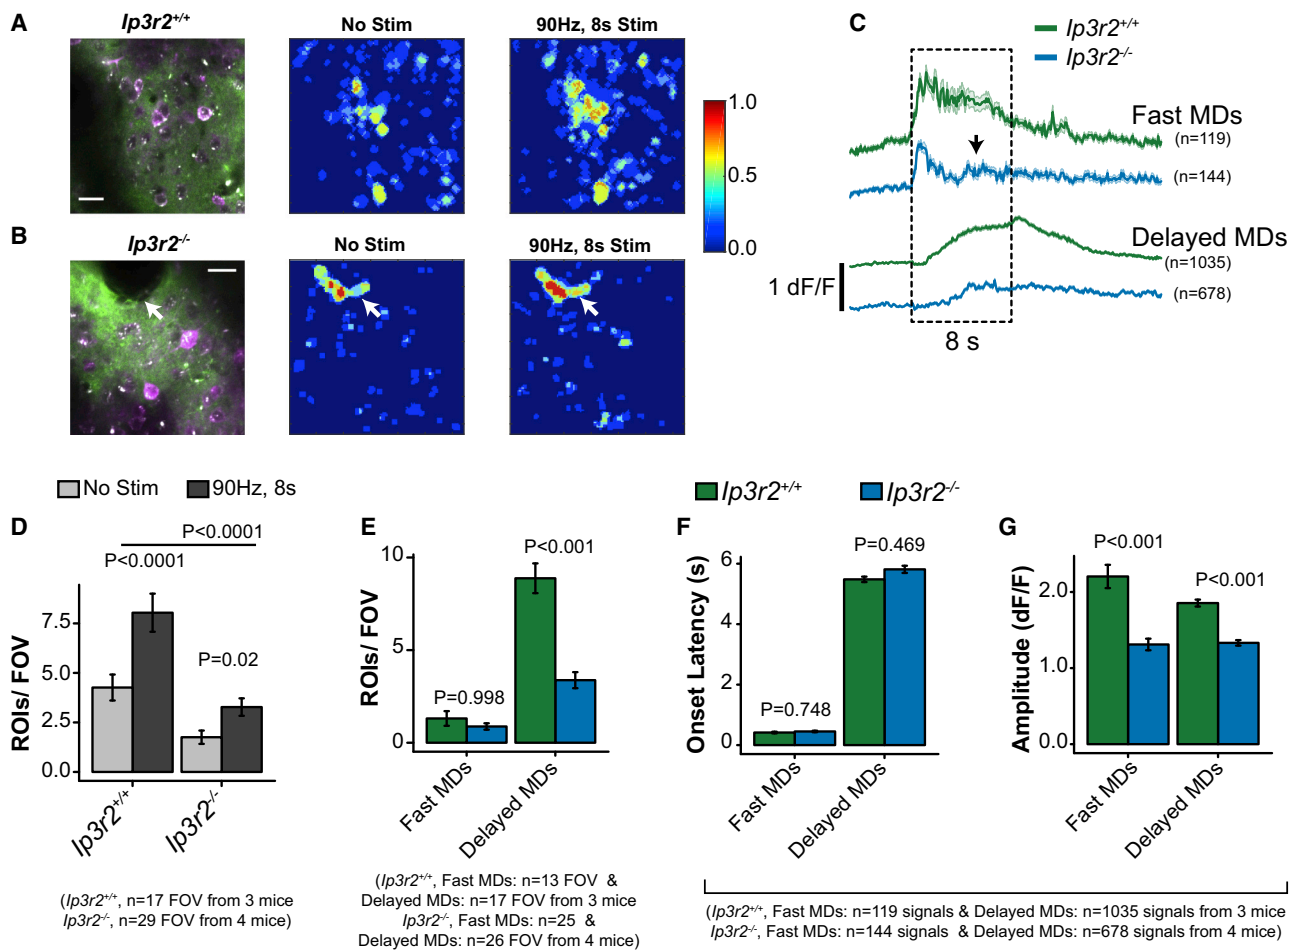 A
Ip3r2+/+
No Stim
90Hz, 8s Stim
1.0
0.5
0.0
B
Ip3r2-/-
No Stim
90Hz, 8s Stim
C
Ip3r2+/+
Ip3r2-/-
Fast MDs
(n=119)
(n=144)
Delayed MDs
(n=1035)
(n=678)
1 dF/F
8 s
No Stim
90Hz, 8s
D
P<0.0001
P<0.0001
P=0.02
ROIs/ FOV
7.5
5.0
2.5
0.0
Ip3r2+/+
Ip3r2-/-
(Ip3r2+/+, n=17 FOV from 3 mice
Ip3r2-/-, n=29 FOV from 4 mice)
E
P<0.001
P=0.998
ROIs/ FOV
10
5
0
Fast MDs
Delayed MDs
(Ip3r2+/+, Fast MDs: n=13 FOV &
Delayed MDs: n=17 FOV from 3 mice
Ip3r2-/-, Fast MDs: n=25 &
Delayed MDs: n=26 FOV from 4 mice)
Ip3r2+/+
Ip3r2-/-
F
P=0.469
P=0.748
Onset Latency (s)
6
4
2
0
Fast MDs
Delayed MDs
G
P<0.001
P<0.001
Amplitude (dF/F)
2.0
1.0
0.0
Fast MDs
Delayed MDs
(Ip3r2+/+, Fast MDs: n=119 signals & Delayed MDs: n=1035 signals from 3 mice
Ip3r2-/-, Fast MDs: n=144 signals & Delayed MDs: n=678 signals from 4 mice)